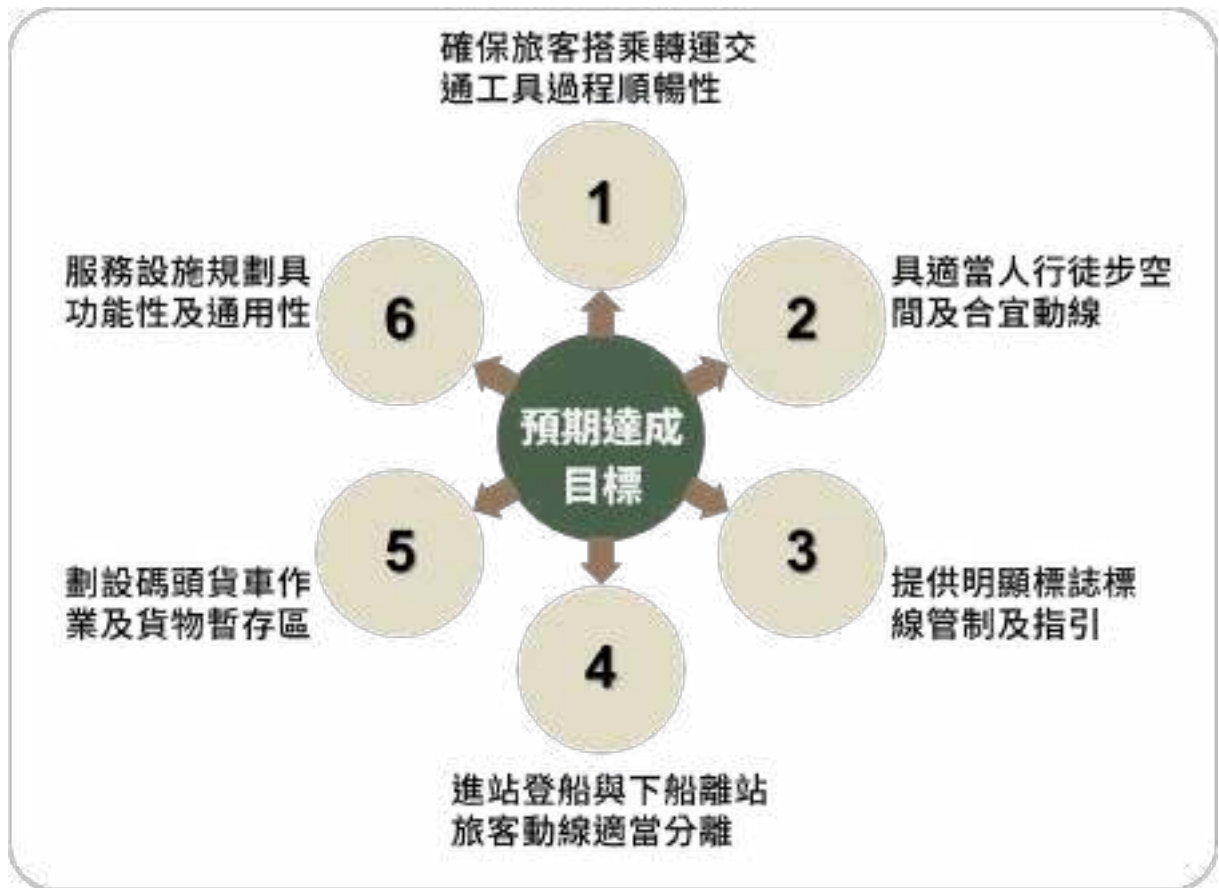 確保旅客搭乘轉運交
通工具過程順暢性
1
服務設施規劃具
功能性及通用性
6
2
具適當人行徒步空
間及合宜動線
預期達成
目標
劃設碼頭貨車作
業及貨物暫存區
5
3
提供明顯標誌標
線管制及指引
4
進站登船與下船離站
旅客動線適當分離